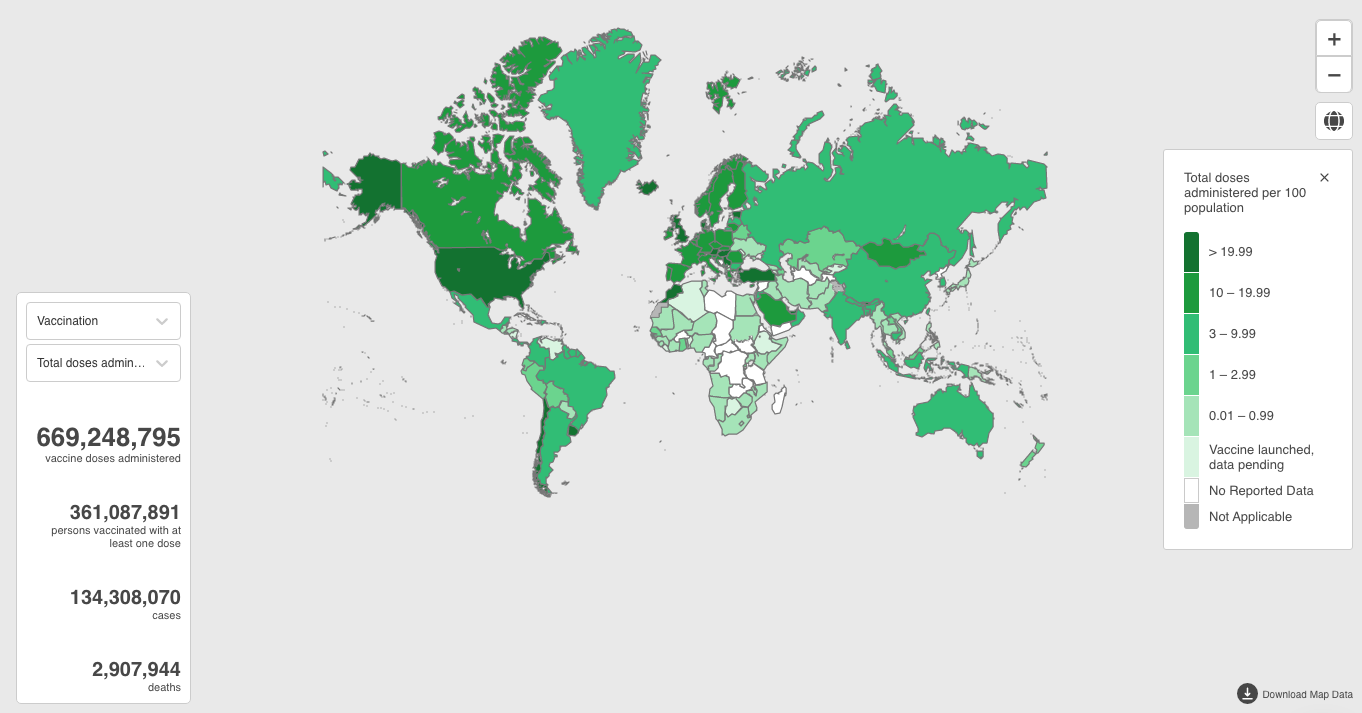 Vaccination
Total doses admin...
669,248,795
vaccine doses administered
361,087,891
persons vaccinated with at
least one dose
134,308,070
cases
2,907,944
deaths
+
−
Total doses
administered per 100
population
×
> 19.99
10 – 19.99
3 – 9.99
1 – 2.99
0.01 – 0.99
Vaccine launched,
data pending
No Reported Data
Not Applicable
Download Map Data